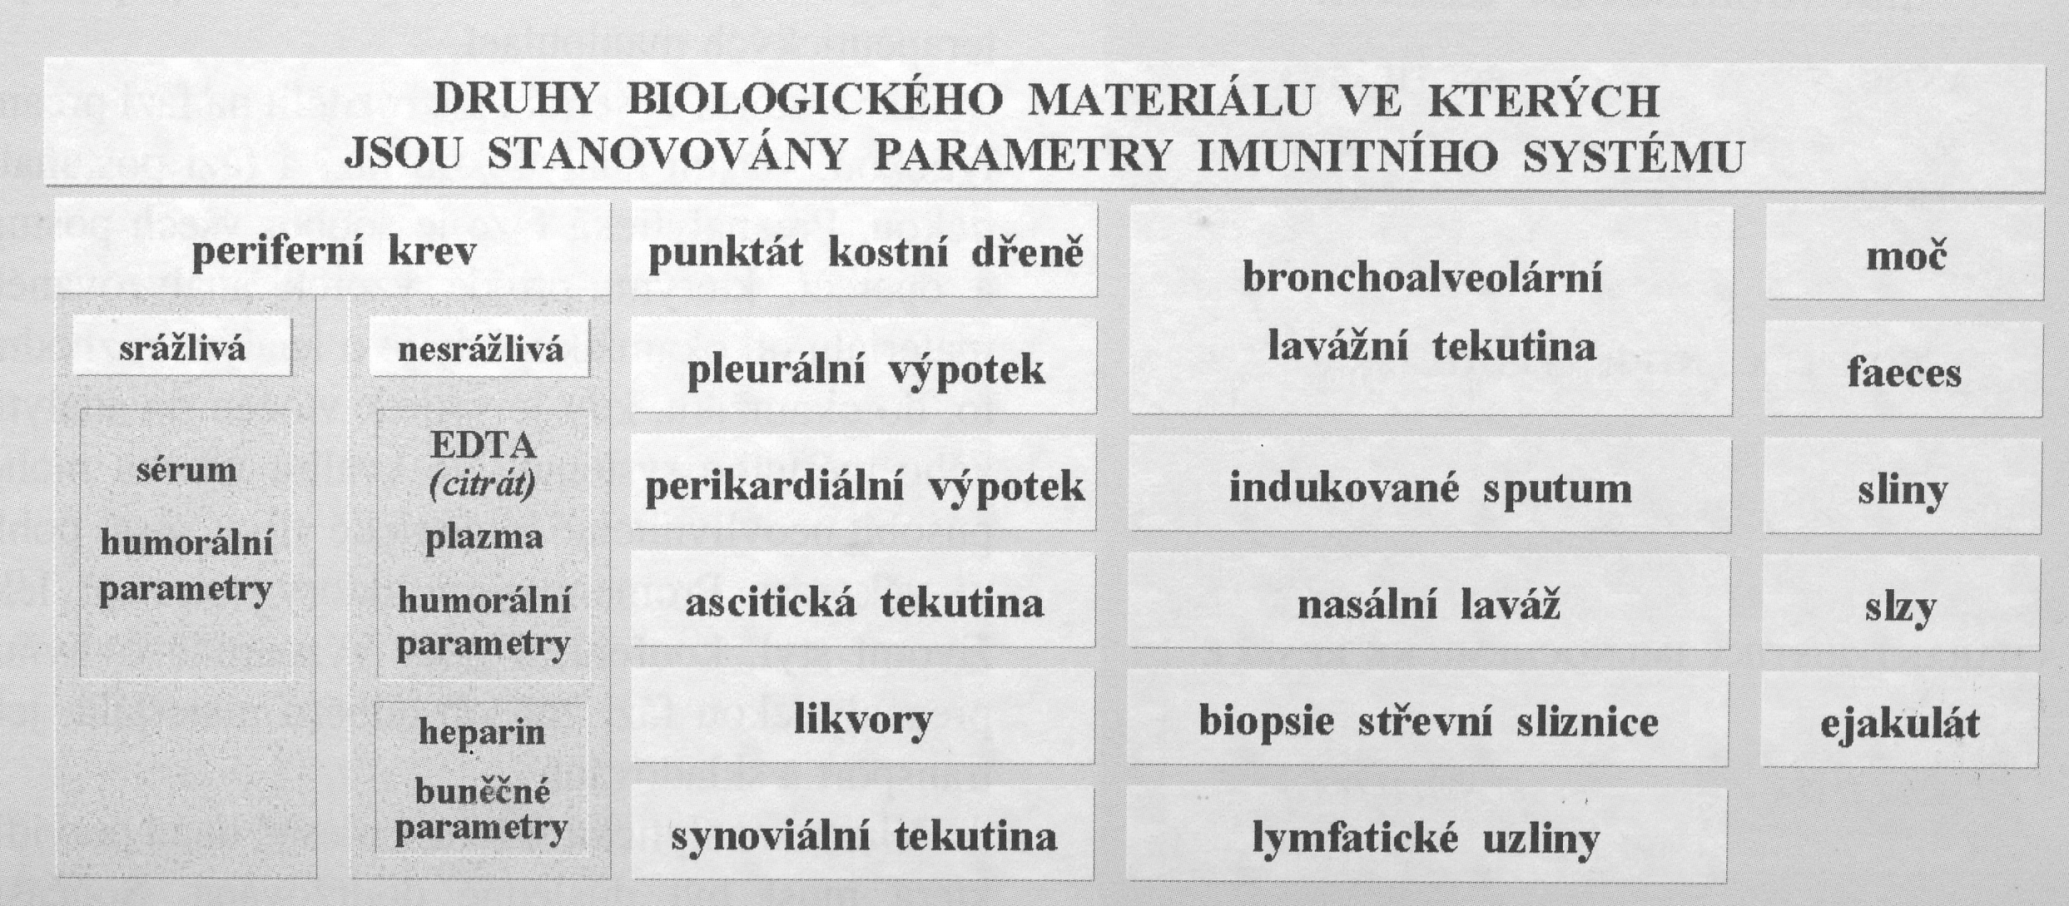 DRUHY BIOLOGICKÉHO MATERIÁLU VE KTERÝCH
JSOU STANOVOVÁNY PARAMETRY IMUNITNÍHO SYSTÉMU
periferní krev
srážlivá
sérum
humorální
parametry
nesrážlivá
EDTA
(citrát)
plazma
humorální
parametry
heparin
buněčné
parametry
punktát kostní dřeně
pleurální výpotek
perikardiální výpotek
ascitická tekutina
likvory
synoviální tekutina
bronchoalveolární
lavážní tekutina
indukované sputum
nasální laváž
biopsie střevní sliznice
lymfatické uzliny
moč
faeces
sliny
slzy
ejakulát